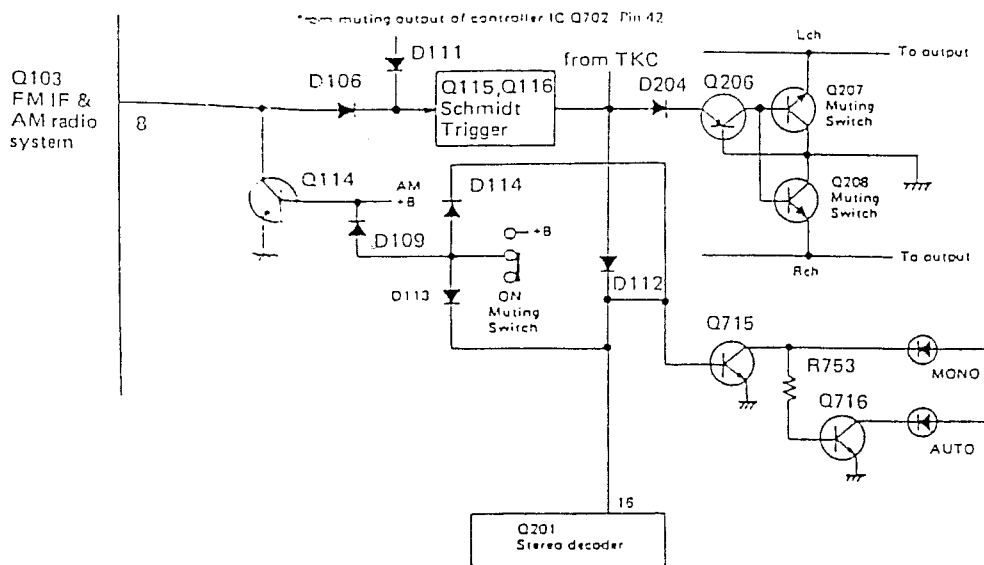 from muting output of controller IC Q702 Pin 42
Lch
To output
D111
from TKC
Q103
FM IF &
AM radio
system
8
D106
Q115, Q116
Schmidt
Trigger
D204
Q206
Q207
Muting
Switch
Q114
AM
+B
D114
Q208
Muting
Switch
D109
+B
D113
ON
Muting
Switch
D112
Rch
To output
Q715
R753
MONO
Q716
AUTO
16
Q201
Stereo decoder